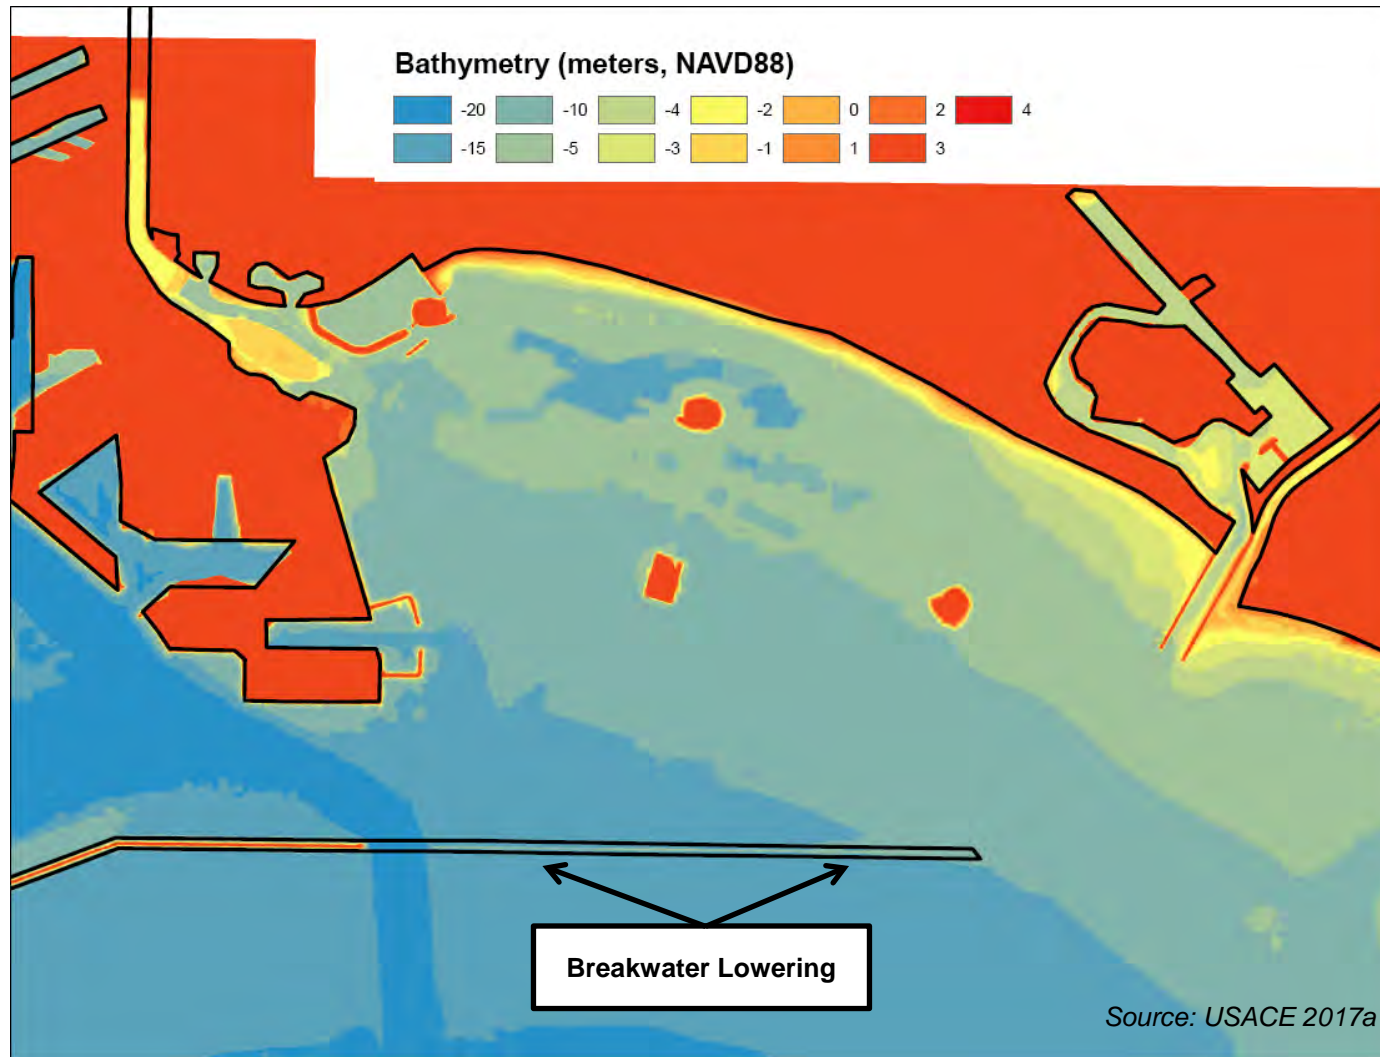 Bathymetry (meters, NAVD88)
-20 -10 -4 -2 0 2 4
-15 -5 -3 -1 1 3
Breakwater Lowering
Source: USACE 2017a